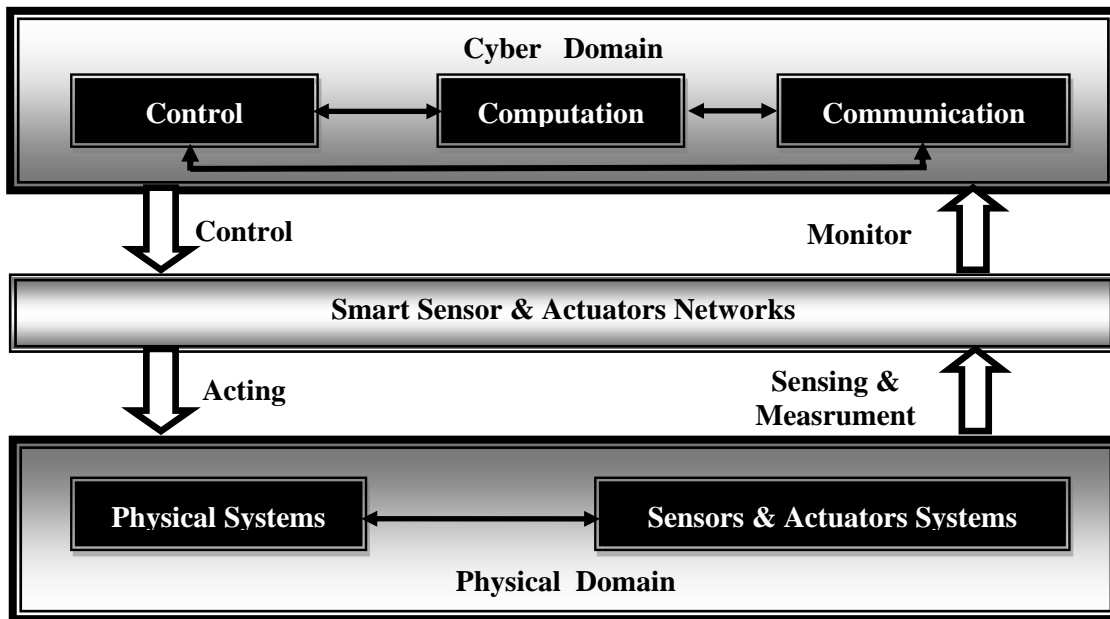 Cyber Domain
Control
Computation
Communication
Control
Monitor
Smart Sensor & Actuators Networks
Acting
Sensing &
Measrument
Physical Systems
Sensors & Actuators Systems
Physical Domain